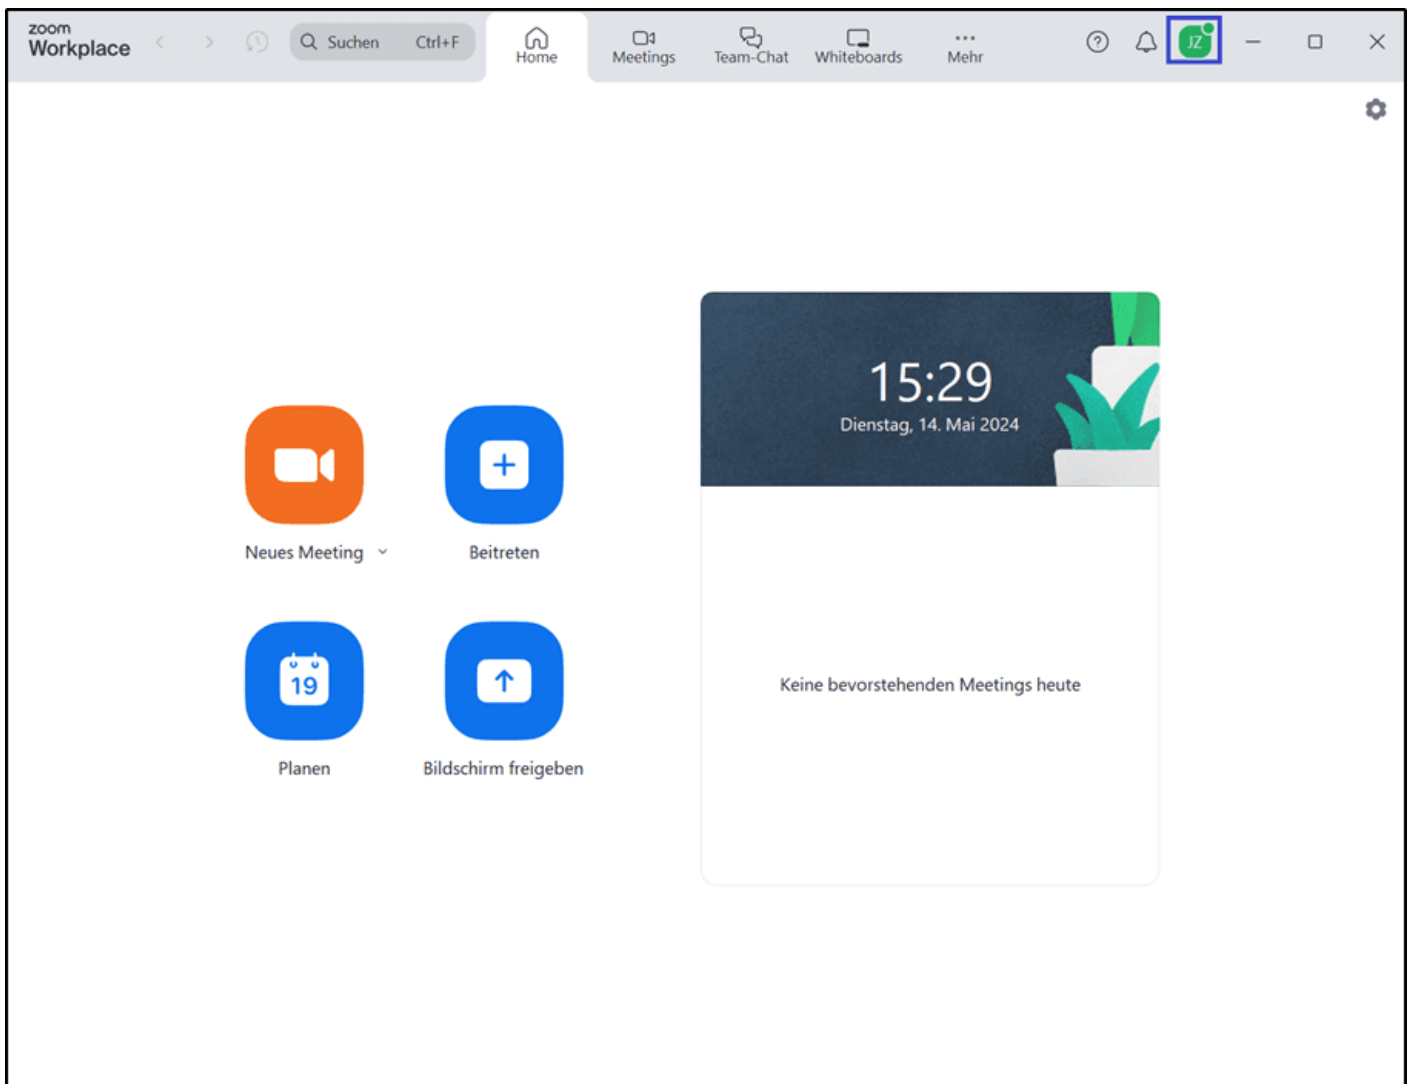 zoom
Workplace
Suchen Ctrl+F
Home
Meetings
Team-Chat
Whiteboards
Mehr
JZ
15:29
Dienstag, 14. Mai 2024
Neues Meeting
Beitreten
19
Planen
Bildschirm freigeben
Keine bevorstehenden Meetings heute